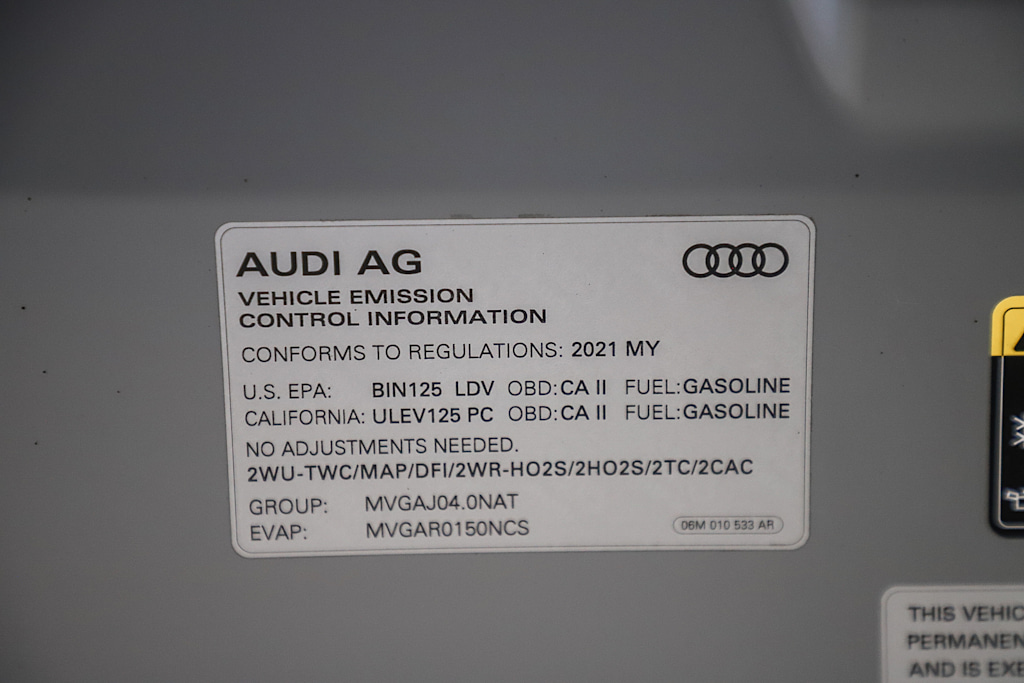 AUDI AG
VEHICLE EMISSION
CONTROL INFORMATION
CONFORMS TO REGULATIONS: 2021 MY
U.S. EPA: BIN125 LDV OBD:CA II FUEL:GASOLINE
CALIFORNIA: ULEV125 PC OBD:CA II FUEL:GASOLINE
NO ADJUSTMENTS NEEDED.
2WU-TWC/MAP/DFI/2WR-HO2S/2HO2S/2TC/2CAC
GROUP: MVGAJ04.0NAT
EVAP: MVGAR0150NCS
06M 010 533 AR
THIS VEHIC
PERMANEN
AND IS EXE